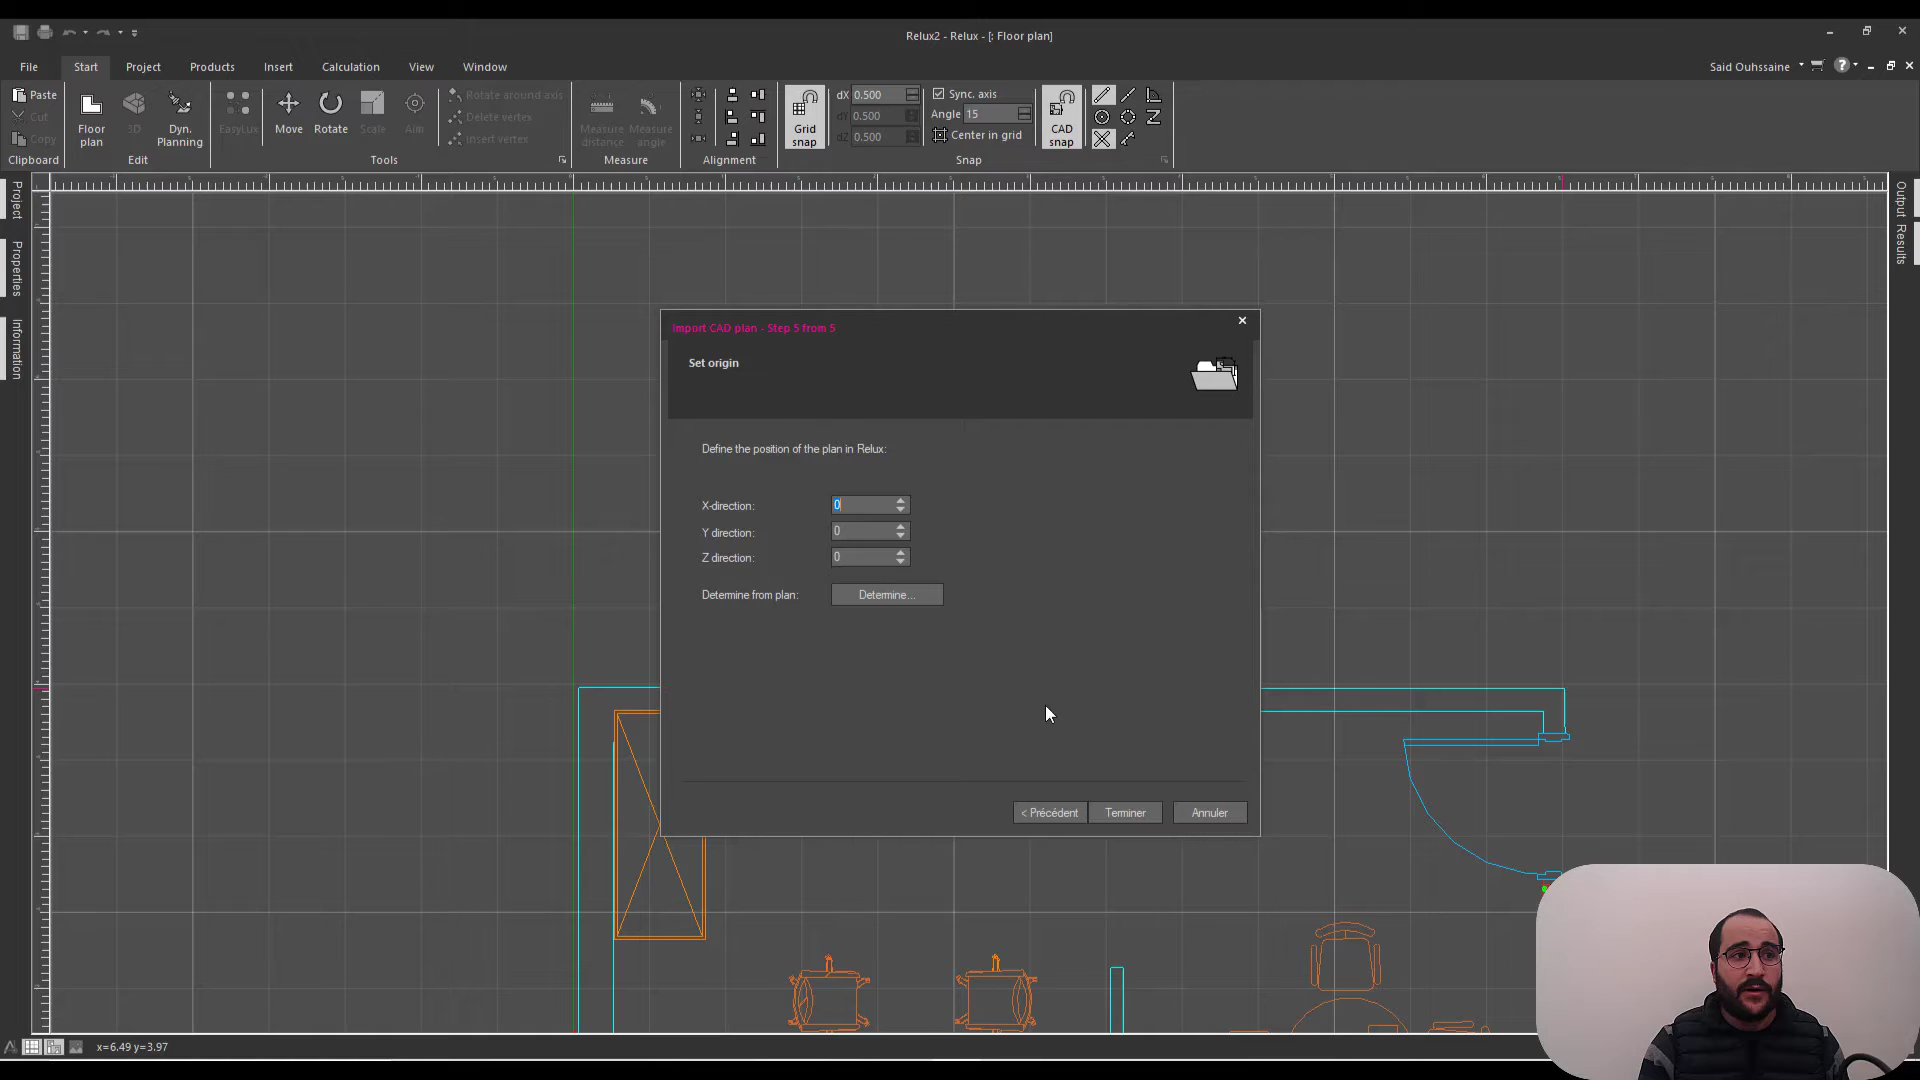 Relux2 - Relux - [: Floor plan]
File Start Project Products Insert Calculation View Window
Said Ouhssaine
Paste
Cut
Copy
Clipboard
Floor plan
3D
Dyn. Planning
Edit
EasyLux
Move
Rotate
Scale
Aim
Rotate around axis
Delete vertex
Insert vertex
Tools
Measure distance
Measure angle
Measure
Alignment
Grid snap
dX 0.500
dY 0.500
dZ 0.500
Sync. axis
Angle 15
Center in grid
CAD snap
Snap
Project
Properties
Information
Output
Results
Import CAD plan - Step 5 from 5
Set origin
Define the position of the plan in Relux:
X-direction: 0
Y direction: 0
Z direction: 0
Determine from plan: Determine...
< Précédent Terminer Annuler
x=6.49 y=3.97